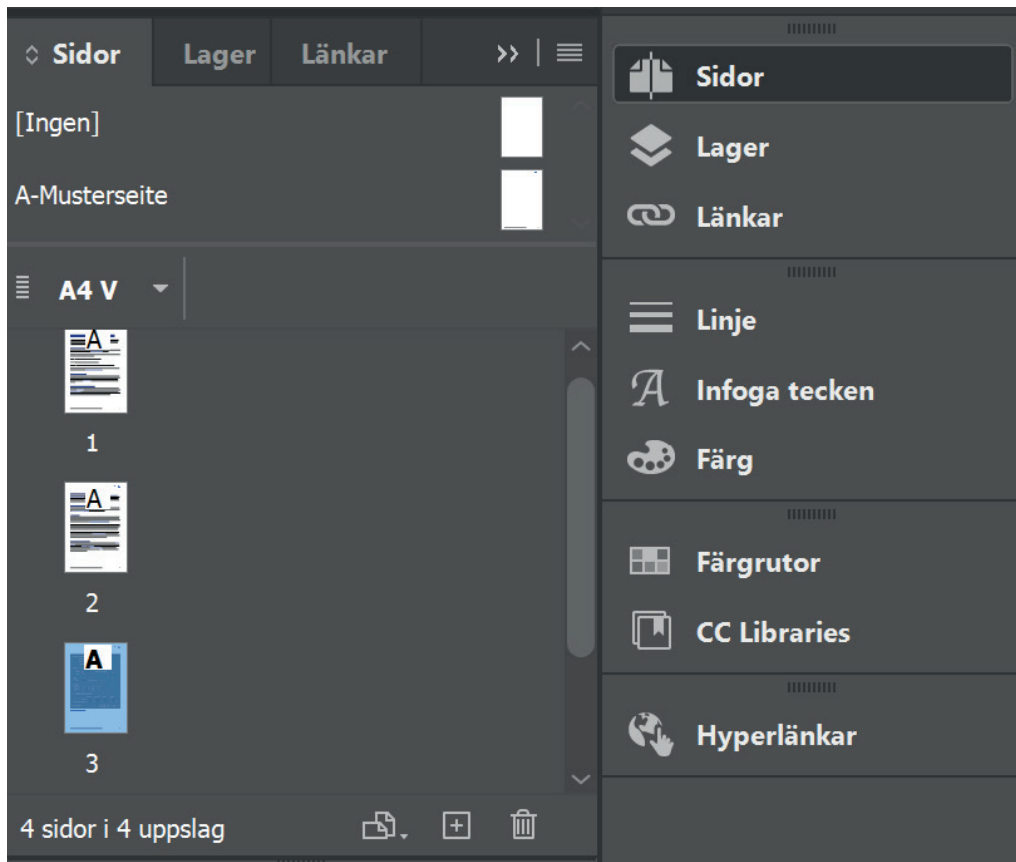 Sidor
Lager
Länkar
[Ingen]
A-Musterseite
A4 V
A
1
A
2
A
3
4 sidor i 4 uppslag
Sidor
Lager
Länkar
Linje
Infoga tecken
Färg
Färgrutor
CC Libraries
Hyperlänkar